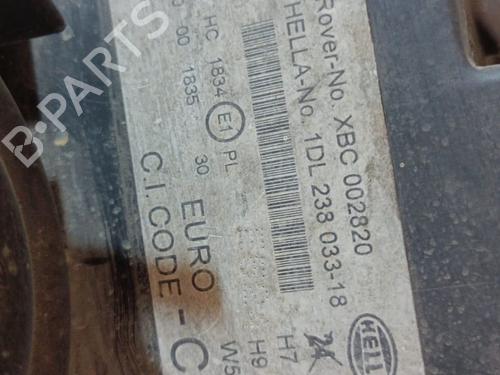 Rover-No. XBC 002820
HELLA-No. 1DL 238 033-18
HC 1834 E1 PL
00 1835 30
EURO
C.I.CODE - C
H7
H9
W5
HELL
B-PARTS